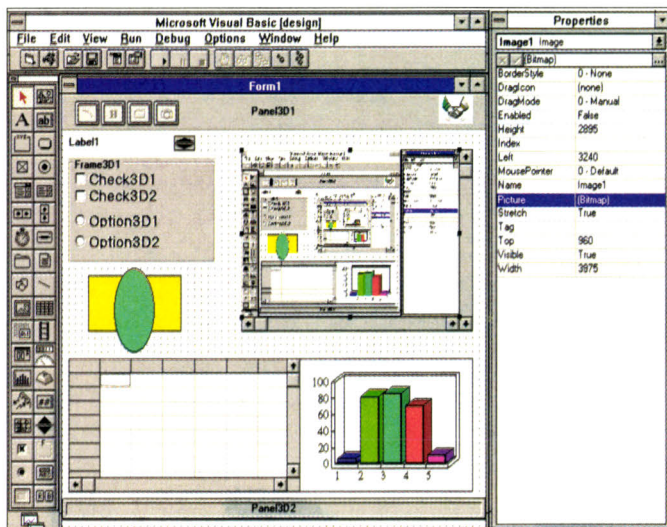 Microsoft Visual Basic [design]
File Edit View Run Debug Options Window Help
Form1
Panel3D1
Label1
Frame3D1
Check3D1
Check3D2
Option3D1
Option3D2
100
80
60
40
20
0
1 2 3 4 5
Panel3D2
Properties
Image1 Image
(Bitmap)
BorderStyle 0 - None
DragIcon (none)
DragMode 0 - Manual
Enabled False
Height 2895
Index
Left 3240
MousePointer 0 - Default
Name Image1
Picture (Bitmap)
Stretch True
Tag
Top 960
Visible True
Width 3975